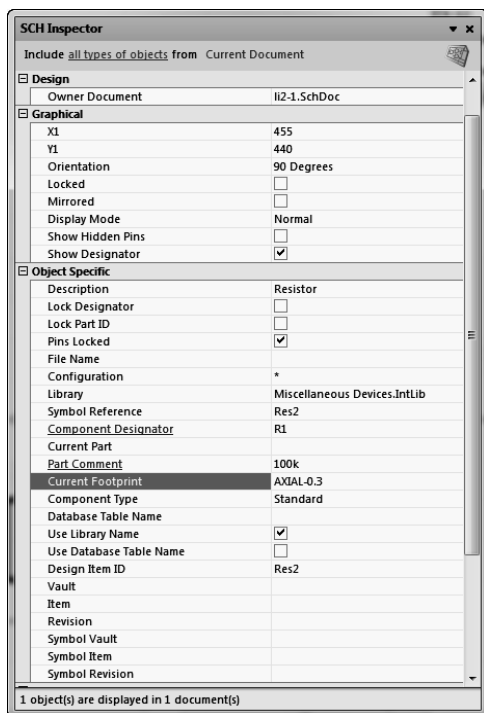 SCH Inspector
Include all types of objects from Current Document
Design
Owner Document li2-1.SchDoc
Graphical
X1 455
Y1 440
Orientation 90 Degrees
Locked
Mirrored
Display Mode Normal
Show Hidden Pins
Show Designator
Object Specific
Description Resistor
Lock Designator
Lock Part ID
Pins Locked
File Name
Configuration *
Library Miscellaneous Devices.IntLib
Symbol Reference Res2
Component Designator R1
Current Part
Part Comment 100k
Current Footprint AXIAL-0.3
Component Type Standard
Database Table Name
Use Library Name
Use Database Table Name
Design Item ID Res2
Vault
Item
Revision
Symbol Vault
Symbol Item
Symbol Revision
1 object(s) are displayed in 1 document(s)